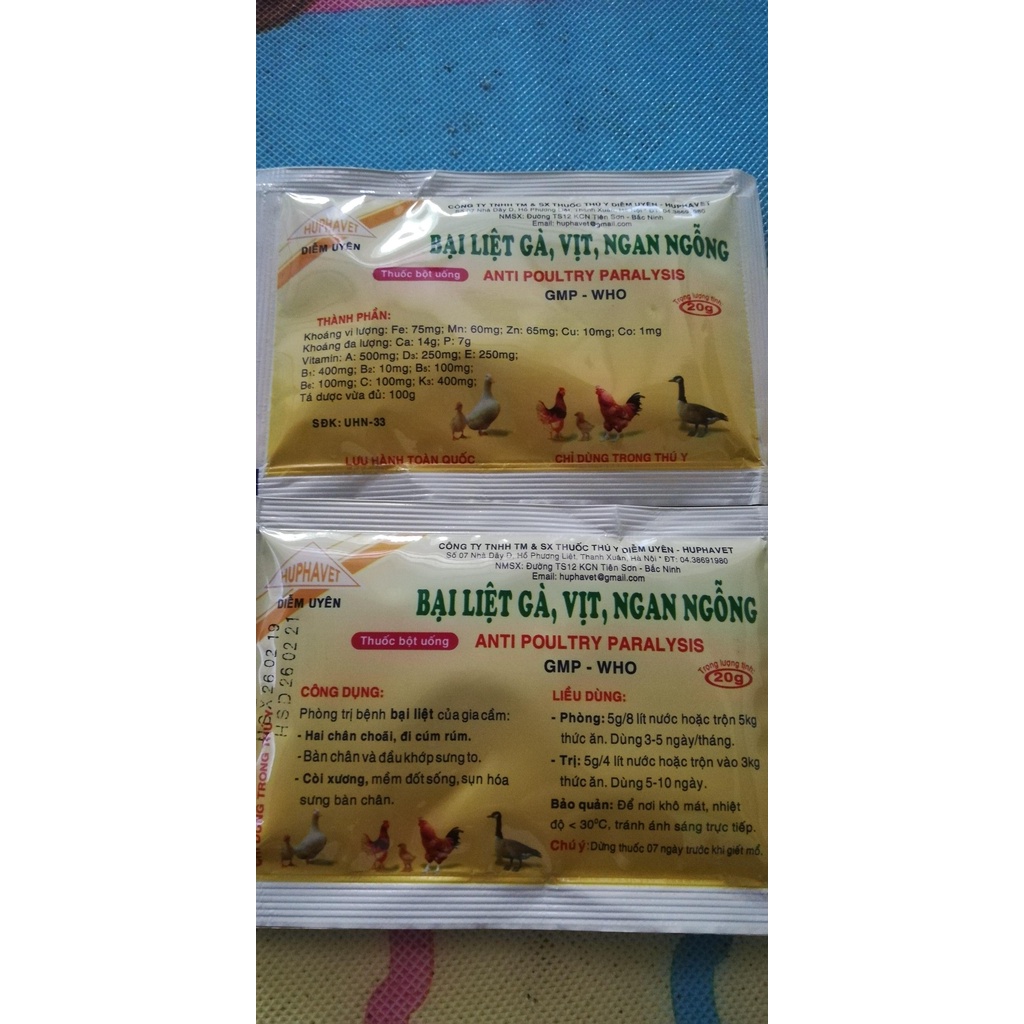 CÔNG TY TNHH TM & SX THUỐC THÚ Y DIỄM UYÊN - HUPHAVET
NMSX: Đường TS12 KCN Tiên Sơn - Bắc Ninh
Email: huphavet@gmail.com
HUPHAVET
DIỄM UYÊN
BẠI LIỆT GÀ, VỊT, NGAN NGỖNG
Thuốc bột uống
ANTI POULTRY PARALYSIS
GMP - WHO
Trọng lượng tịnh:
20g
THÀNH PHẦN:
Khoáng vi lượng: Fe: 75mg; Mn: 60mg; Zn: 65mg; Cu: 10mg; Co: 1mg
Khoáng đa lượng: Ca: 14g; P: 7g
Vitamin: A: 500mg; D₃: 250mg; E: 250mg;
B₁: 400mg; B₂: 10mg; B₅: 100mg;
B₆: 100mg; C: 100mg; K₃: 400mg;
Tá dược vừa đủ: 100g
SĐK: UHN-33
LƯU HÀNH TOÀN QUỐC
CHỈ DÙNG TRONG THÚ Y
CÔNG TY TNHH TM & SX THUỐC THÚ Y DIỄM UYÊN - HUPHAVET
Số 07 Nhà Dãy D, Hồ Phương Liệt, Thanh Xuân, Hà Nội * ĐT: 04.38691980
NMSX: Đường TS12 KCN Tiên Sơn - Bắc Ninh
Email: huphavet@gmail.com
HUPHAVET
DIỄM UYÊN
BẠI LIỆT GÀ, VỊT, NGAN NGỖNG
Thuốc bột uống
ANTI POULTRY PARALYSIS
GMP - WHO
Trọng lượng tịnh:
20g
26 02 19
HSD 26 02 21
DÙNG TRONG THÚ Y
CÔNG DỤNG:
Phòng trị bệnh bại liệt của gia cầm:
- Hai chân choãi, đi cúm rúm.
- Bàn chân và đầu khớp sưng to.
- Còi xương, mềm đốt sống, sụn hóa
sưng bàn chân.
LIỀU DÙNG:
- Phòng: 5g/8 lít nước hoặc trộn 5kg
thức ăn. Dùng 3-5 ngày/tháng.
- Trị: 5g/4 lít nước hoặc trộn vào 3kg
thức ăn. Dùng 5-10 ngày.
Bảo quản: Để nơi khô mát, nhiệt
độ < 30⁰C, tránh ánh sáng trực tiếp.
Chú ý: Dừng thuốc 07 ngày trước khi giết mổ.